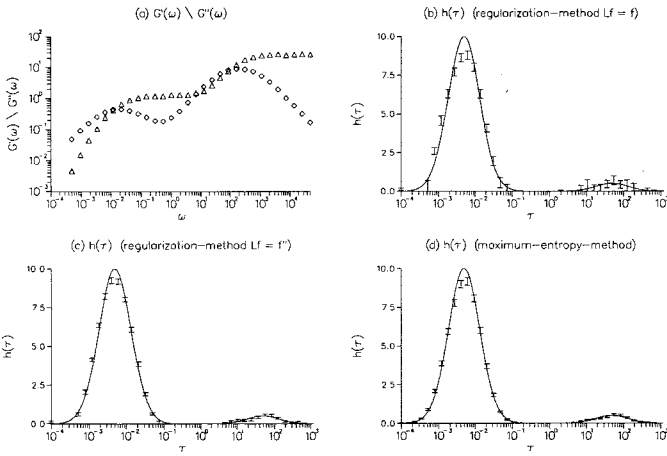 (a) G'(ω) \ G''(ω)
G'(ω) \ G''(ω)
10² 10¹ 10⁰ 10⁻¹ 10⁻² 10⁻³
10⁻⁴ 10⁻³ 10⁻² 10⁻¹ 10⁰ 10¹ 10² 10³ 10⁴
ω
(b) h(τ) (regularization-method Lf = f)
h(τ)
10.0 7.5 5.0 2.5 0.0
10⁻⁴ 10⁻³ 10⁻² 10⁻¹ 10⁰ 10¹ 10² 10³
τ
(c) h(τ) (regularization-method Lf = f'')
h(τ)
10.0 7.5 5.0 2.5 0.0
10⁻⁴ 10⁻³ 10⁻² 10⁻¹ 10⁰ 10¹ 10² 10³
τ
(d) h(τ) (maximum-entropy-method)
h(τ)
10.0 7.5 5.0 2.5 0.0
10⁻⁴ 10⁻³ 10⁻² 10⁻¹ 10⁰ 10¹ 10² 10³
τ